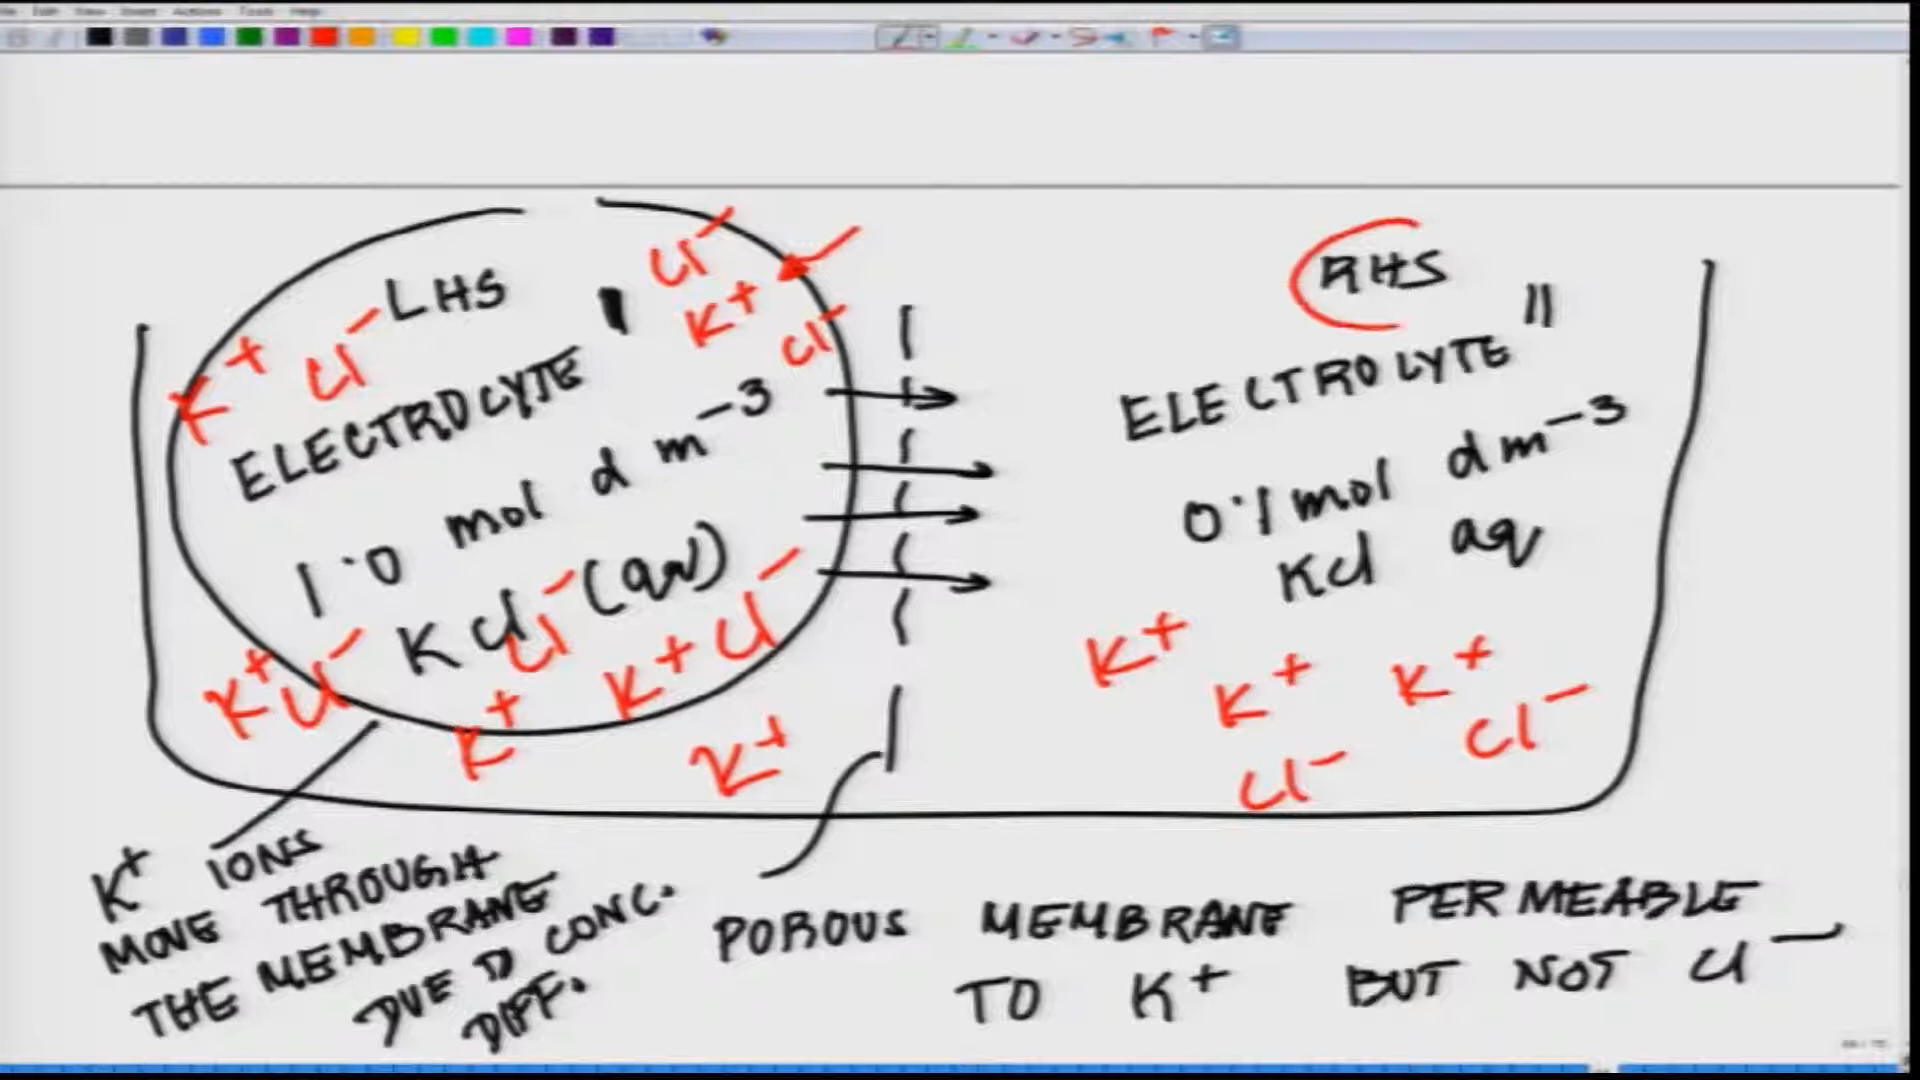 LHS
ELECTROLYTE I
1.0 mol dm⁻³
KCl (aq)
K⁺ Cl⁻
Cl⁻
K⁺
Cl⁻
K⁺ Cl⁻
Cl⁻
K⁺
K⁺ Cl⁻
K⁺
RHS
ELECTROLYTE II
0.1 mol dm⁻³
KCl aq
K⁺
K⁺
K⁺
Cl⁻
Cl⁻
K⁺ IONS
MOVE THROUGH
THE MEMBRANE
DUE TO CONC.
DIFF.
POROUS MEMBRANE PERMEABLE
TO K⁺ BUT NOT Cl⁻